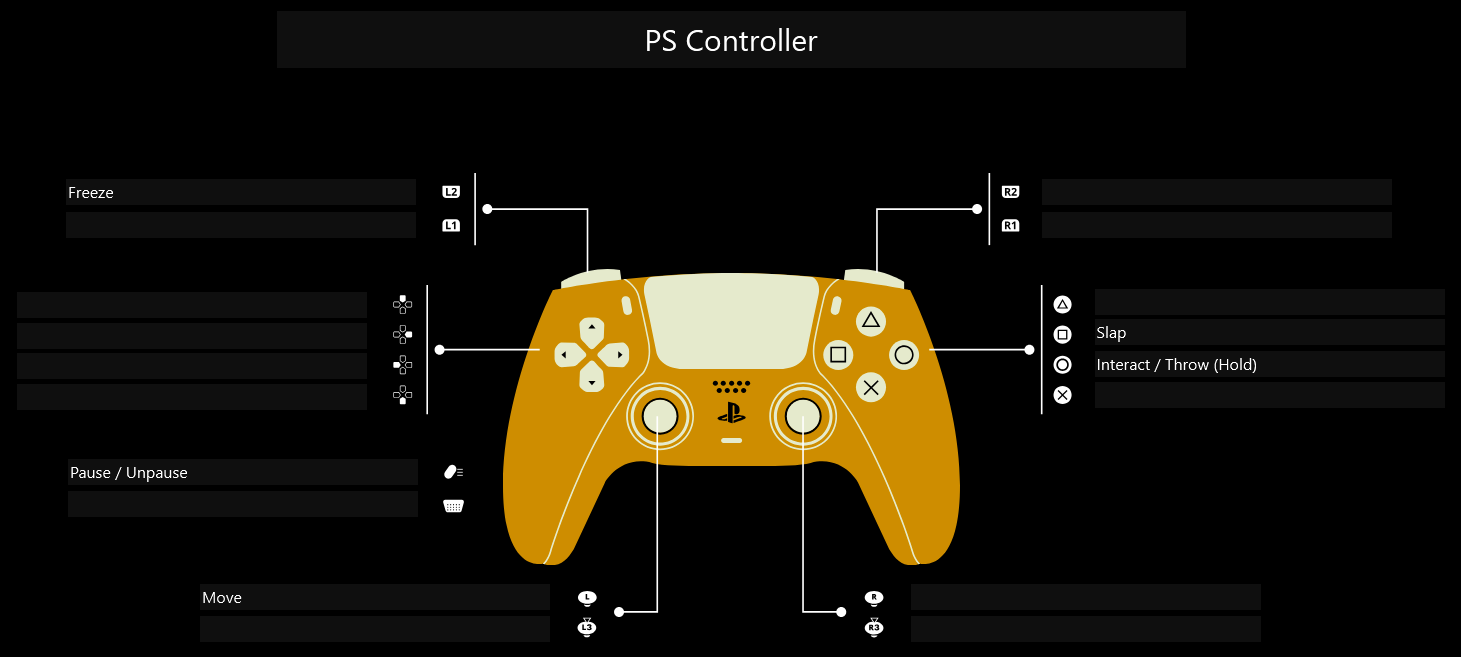 PS Controller
Freeze
L2
R2
L1
R1
Slap
Interact / Throw (Hold)
Pause / Unpause
Move
L
R
L3
R3